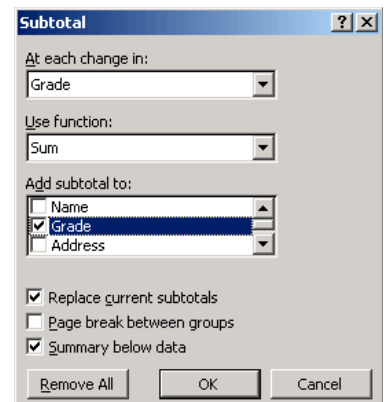 Subtotal
At each change in:
Grade
Use function:
Sum
Add subtotal to:
Name
Grade
Address
Replace current subtotals
Page break between groups
Summary below data
Remove All OK Cancel